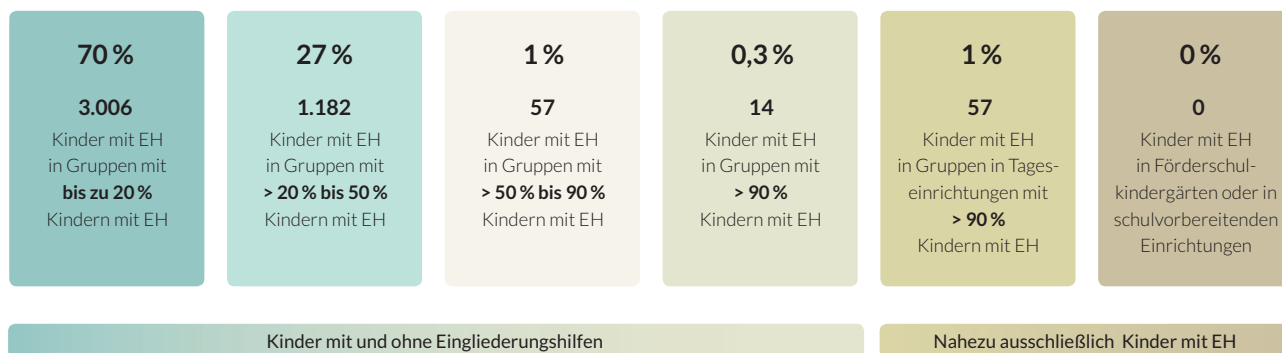 70 %
3.006
Kinder mit EH
in Gruppen mit
bis zu 20 %
Kindern mit EH
27 %
1.182
Kinder mit EH
in Gruppen mit
> 20 % bis 50 %
Kindern mit EH
1 %
57
Kinder mit EH
in Gruppen mit
> 50 % bis 90 %
Kindern mit EH
0,3 %
14
Kinder mit EH
in Gruppen mit
> 90 %
Kindern mit EH
1 %
57
Kinder mit EH
in Gruppen in Tages-
einrichtungen mit
> 90 %
Kindern mit EH
0 %
0
Kinder mit EH
in Förderschul-
kindergärten oder in
schulvorbereitenden
Einrichtungen
Kinder mit und ohne Eingliederungshilfen
Nahezu ausschließlich Kinder mit EH